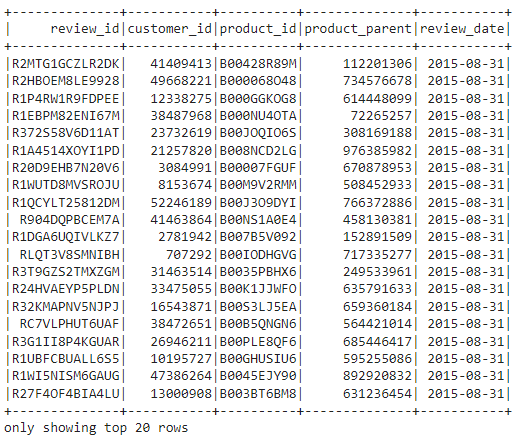 +--------------+-----------+----------+--------------+-----------+
|     review_id|customer_id|product_id|product_parent|review_date|
+--------------+-----------+----------+--------------+-----------+
|R2MTG1GCZLR2DK|   41409413|B00428R89M|     112201306| 2015-08-31|
|R2HBOEM8LE9928|   49668221|B000068O48|     734576678| 2015-08-31|
|R1P4RW1R9FDPEE|   12338275|B000GGKOG8|     614448099| 2015-08-31|
|R1EBPM82ENI67M|   38487968|B000NU4OTA|      72265257| 2015-08-31|
|R372S58V6D11AT|   23732619|B00JOQIO6S|     308169188| 2015-08-31|
|R1A4514XOYI1PD|   21257820|B008NCD2LG|     976385982| 2015-08-31|
|R20D9EHB7N20V6|    3084991|B00007FGUF|     670878953| 2015-08-31|
|R1WUTD8MVSROJU|    8153674|B00M9V2RMM|     508452933| 2015-08-31|
|R1QCYLT25812DM|   52246189|B00J3O9DYI|     766372886| 2015-08-31|
| R904DQPBCEM7A|   41463864|B00NS1A0E4|     458130381| 2015-08-31|
|R1DGA6UQIVLKZ7|    2781942|B007B5V092|     152891509| 2015-08-31|
| RLQT3V8SMNIBH|     707292|B00IODHGVG|     717335277| 2015-08-31|
|R3T9GZS2TMXZGM|   31463514|B0035PBHX6|     249533961| 2015-08-31|
|R24HVAEYP5PLDN|   33475055|B00K1JJWFO|     635791633| 2015-08-31|
|R32KMAPNV5NJPJ|   16543871|B00S3LJ5EA|     659360184| 2015-08-31|
| RC7VLPHUT6UAF|   38472651|B00B5QNGN6|     564421014| 2015-08-31|
|R3G1II8P4KGUAR|   26946211|B00PLE8QF6|     685446417| 2015-08-31|
|R1UBFCBUALL6S5|   10195727|B00GHUSIU6|     595255086| 2015-08-31|
|R1WI5NISM6GAUG|   47386264|B0045EJY90|     892920832| 2015-08-31|
|R27F4OF4BIA4LU|   13000908|B003BT6BM8|     631236454| 2015-08-31|
+--------------+-----------+----------+--------------+-----------+
only showing top 20 rows